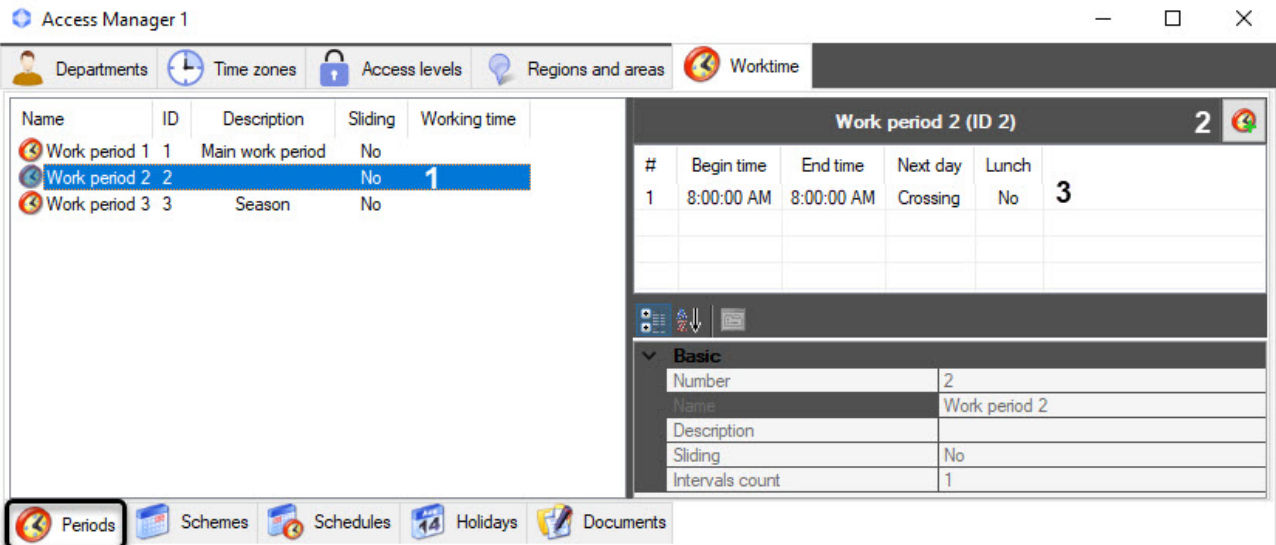 Access Manager 1
Departments Time zones Access levels Regions and areas Worktime
Name ID Description Sliding Working time
Work period 1 1 Main work period No
Work period 2 2 No 1
Work period 3 3 Season No
Work period 2 (ID 2) 2
# Begin time End time Next day Lunch
1 8:00:00 AM 8:00:00 AM Crossing No 3
Basic
Number 2
Name Work period 2
Description
Sliding No
Intervals count 1
Periods Schemes 14 Schedules Holidays Documents